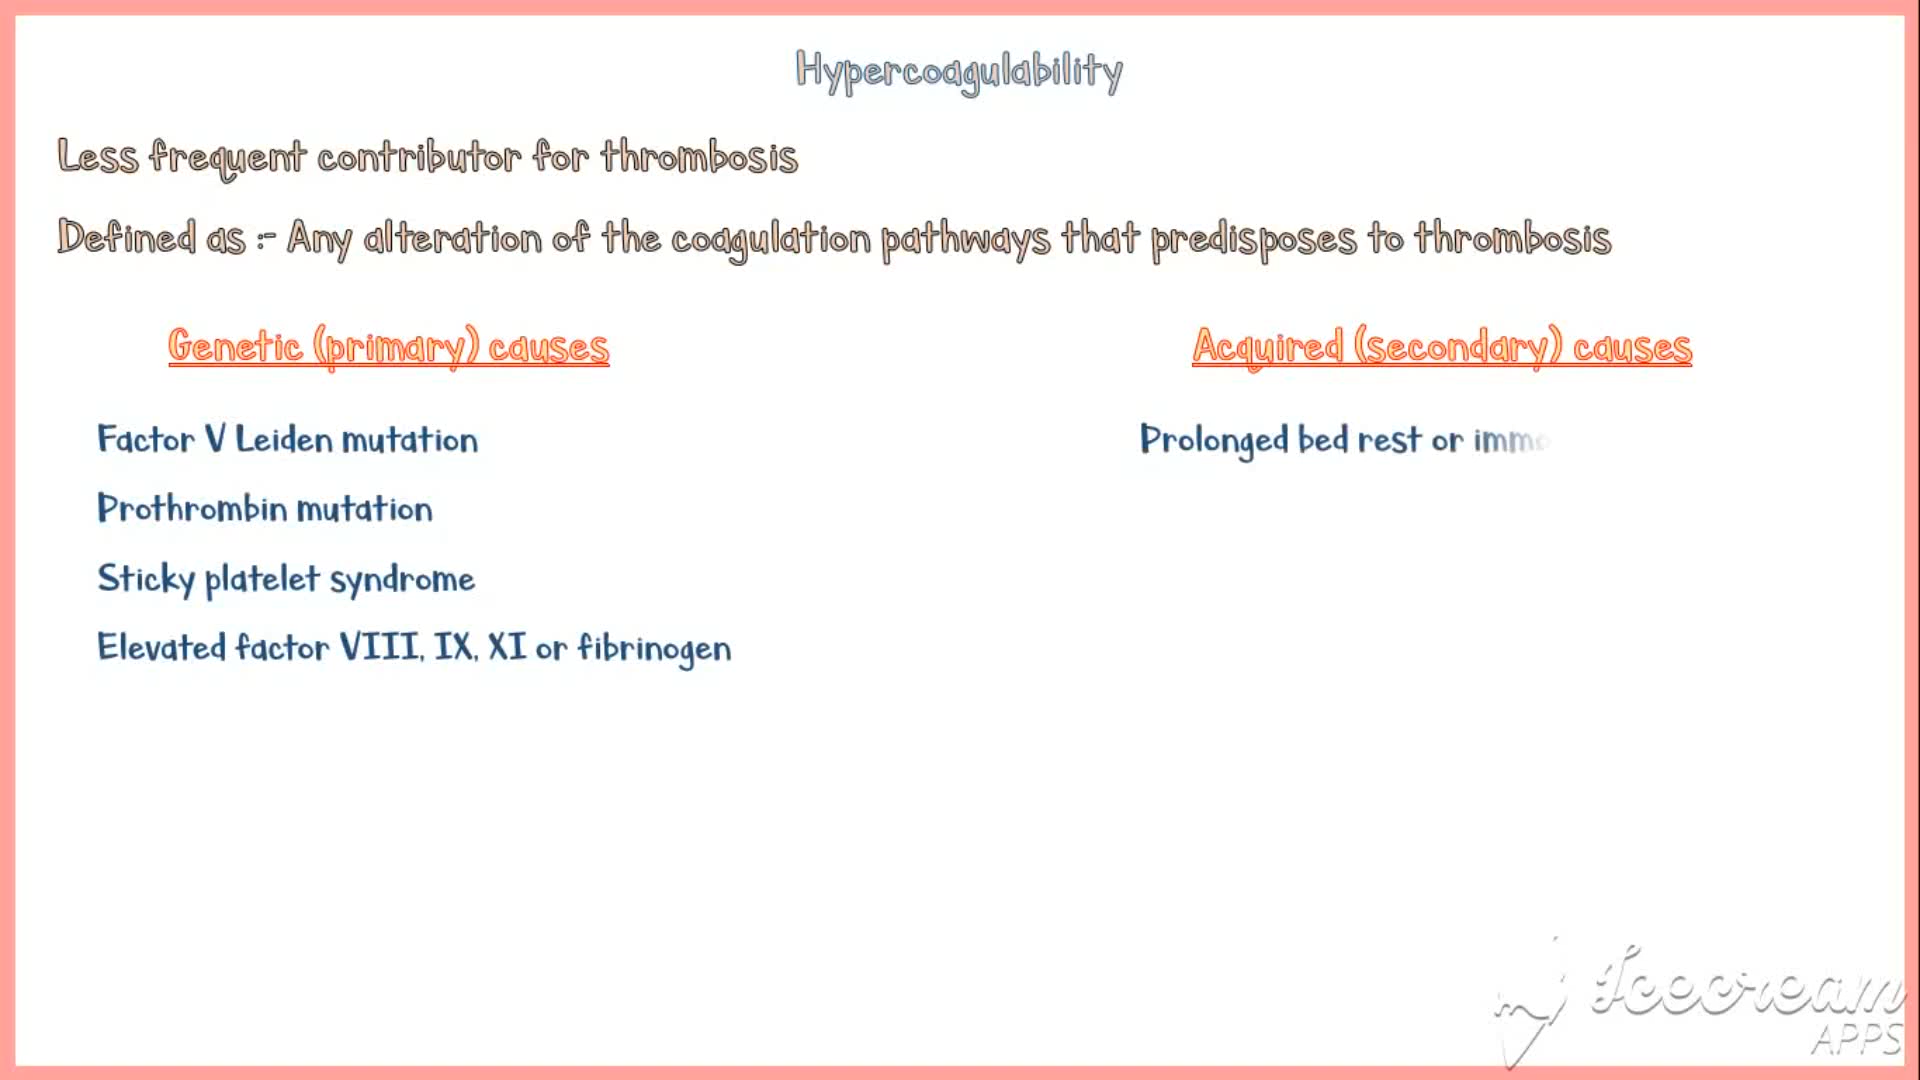 Hypercoagulability
Less frequent contributor for thrombosis
Defined as :- Any alteration of the coagulation pathways that predisposes to thrombosis
Genetic (primary) causes
Acquired (secondary) causes
Factor V Leiden mutation
Prolonged bed rest or
Prothrombin mutation
Sticky platelet syndrome
Elevated factor VIII, IX, XI or fibrinogen
Icecream
APPS